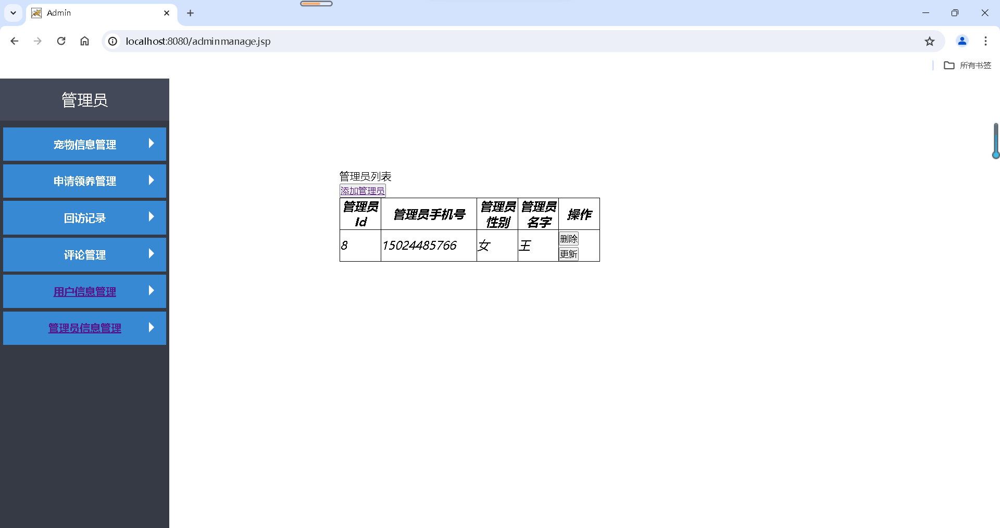 Admin
localhost:8080/adminmanage.jsp
所有书签
管理员
宠物信息管理
申请领养管理
回访记录
评论管理
用户信息管理
管理员信息管理
管理员列表
添加管理员
管理员Id 管理员手机号 管理员性别 管理员名字 操作
8 15024485766 女 王 删除
更新